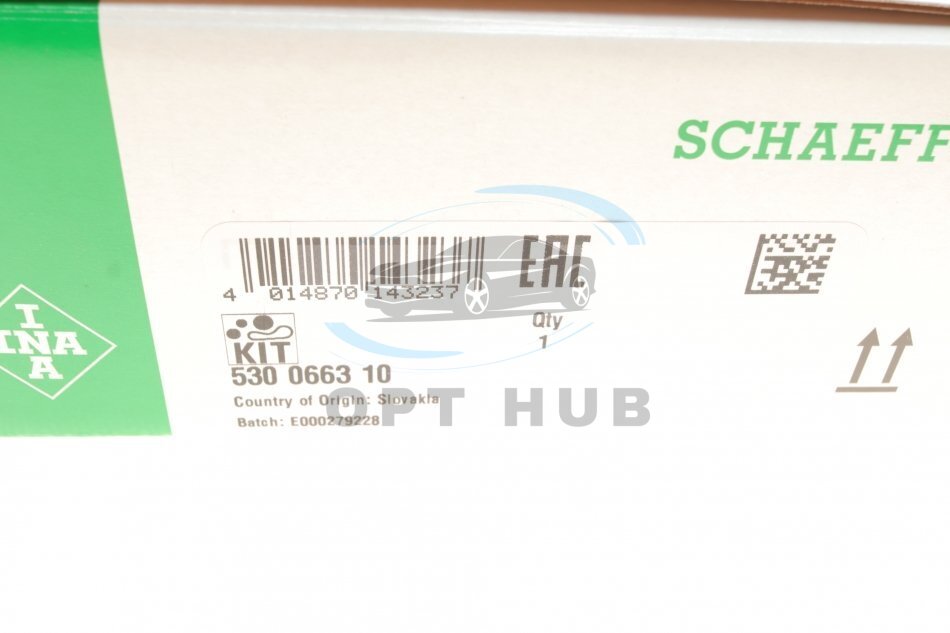 SCHAEFF
EAC
4 014870 143237
I
INA
A
KIT
Qty
1
530 0663 10
Country of Origin: Slovakia
Batch: E000279228
OPT HUB